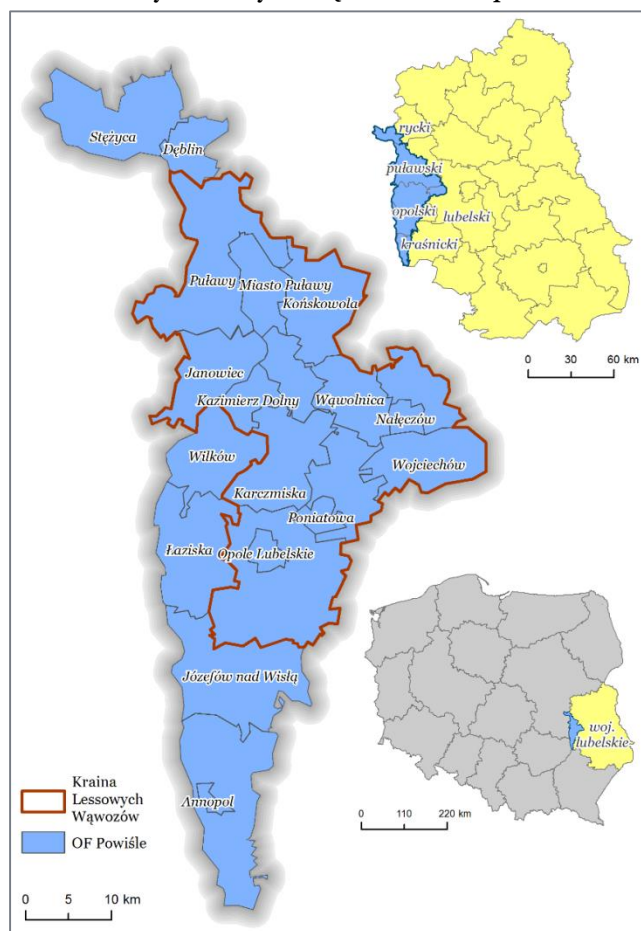 Stężyca
Dęblin
Puławy
Miasto Puławy
Końskowola
Janowiec
Kazimierz Dolny
Wąwolnica
Nałęczów
Wilków
Wojciechów
Karczmiska
Poniatowa
Łaziska
Opole Lubelskie
Józefów nad Wisłą
Annopol
Kraina
Lessowych
Wąwozów
OF Powiśle
0 5 10 km
rycki
puławski
opolski
lubelski
kraśnicki
0 30 60 km
woj.
lubelskie
0 110 220 km